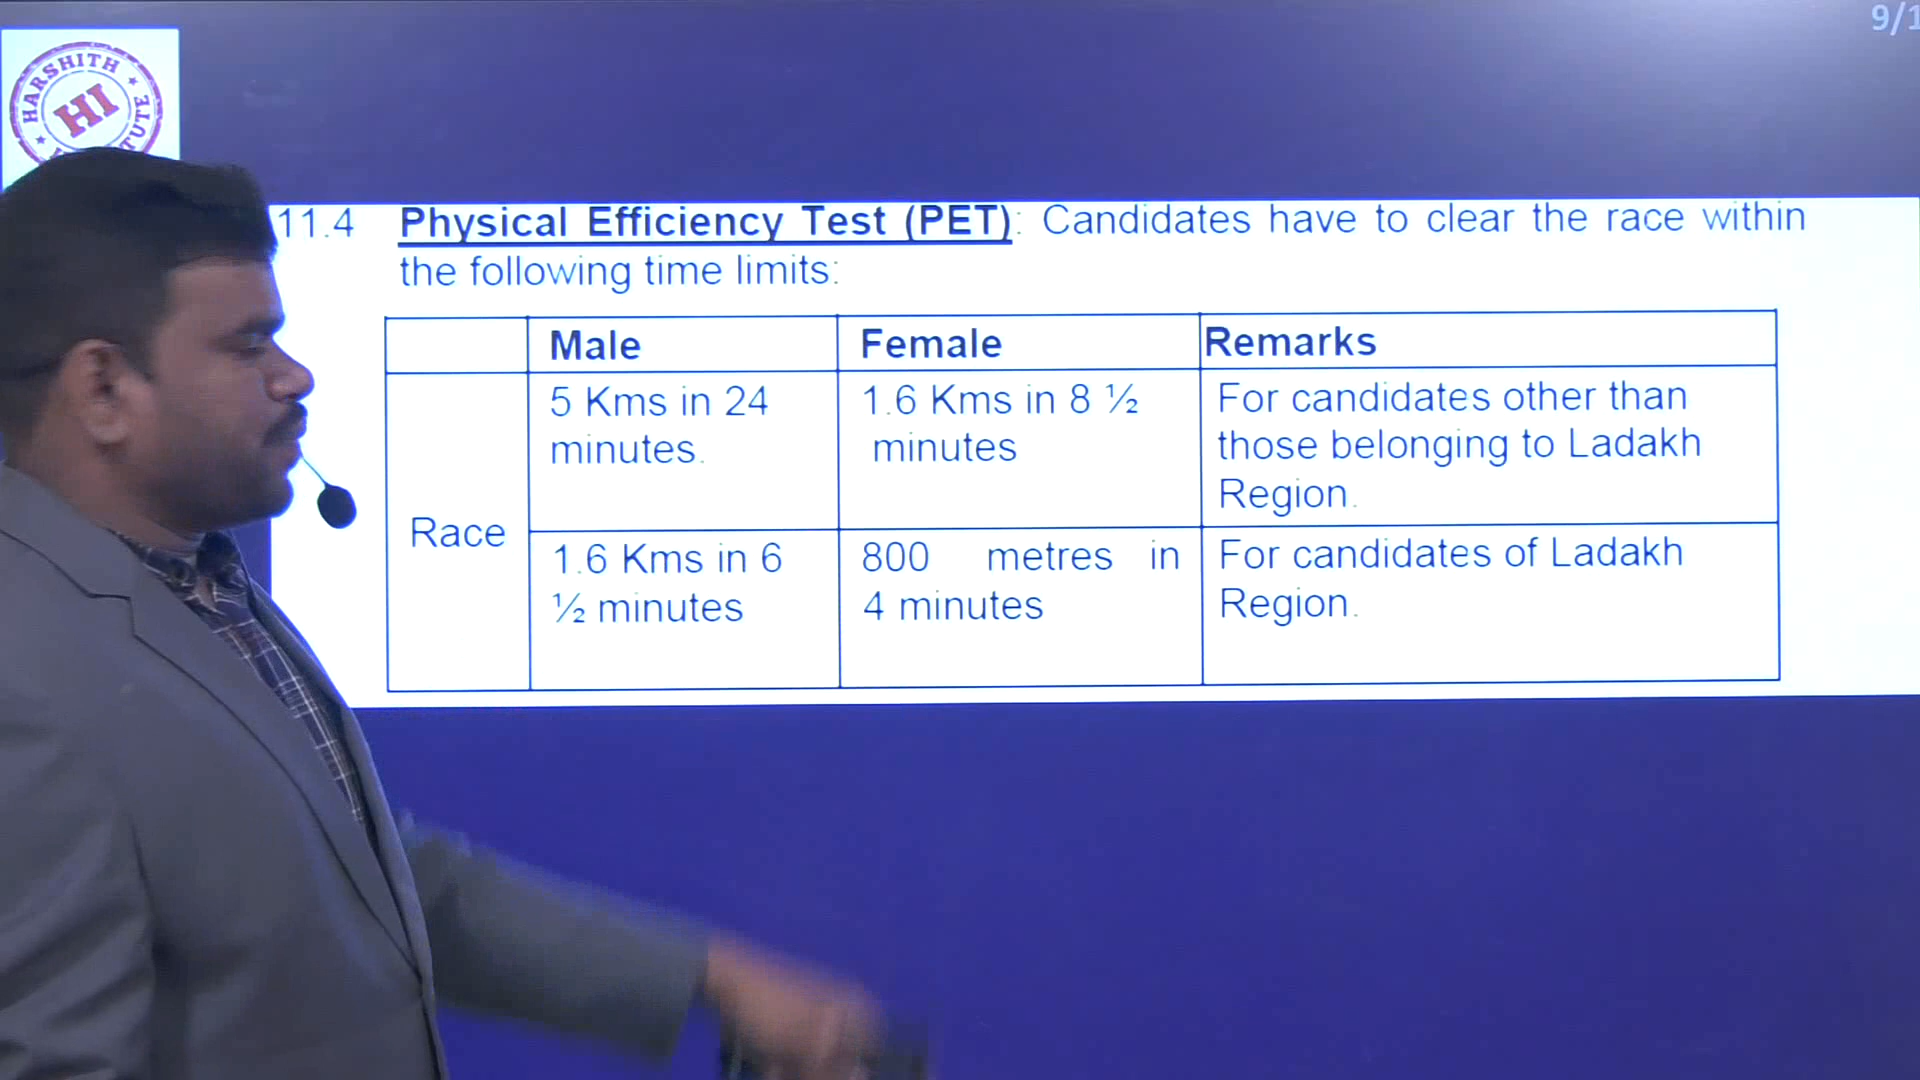 9/1
HARSHITH
HI
11.4 Physical Efficiency Test (PET): Candidates have to clear the race within
the following time limits:
Male Female Remarks
5 Kms in 24
minutes.
1.6 Kms in 8 ½
minutes
For candidates other than
those belonging to Ladakh
Region.
Race
1.6 Kms in 6
½ minutes
800 metres in
4 minutes
For candidates of Ladakh
Region.